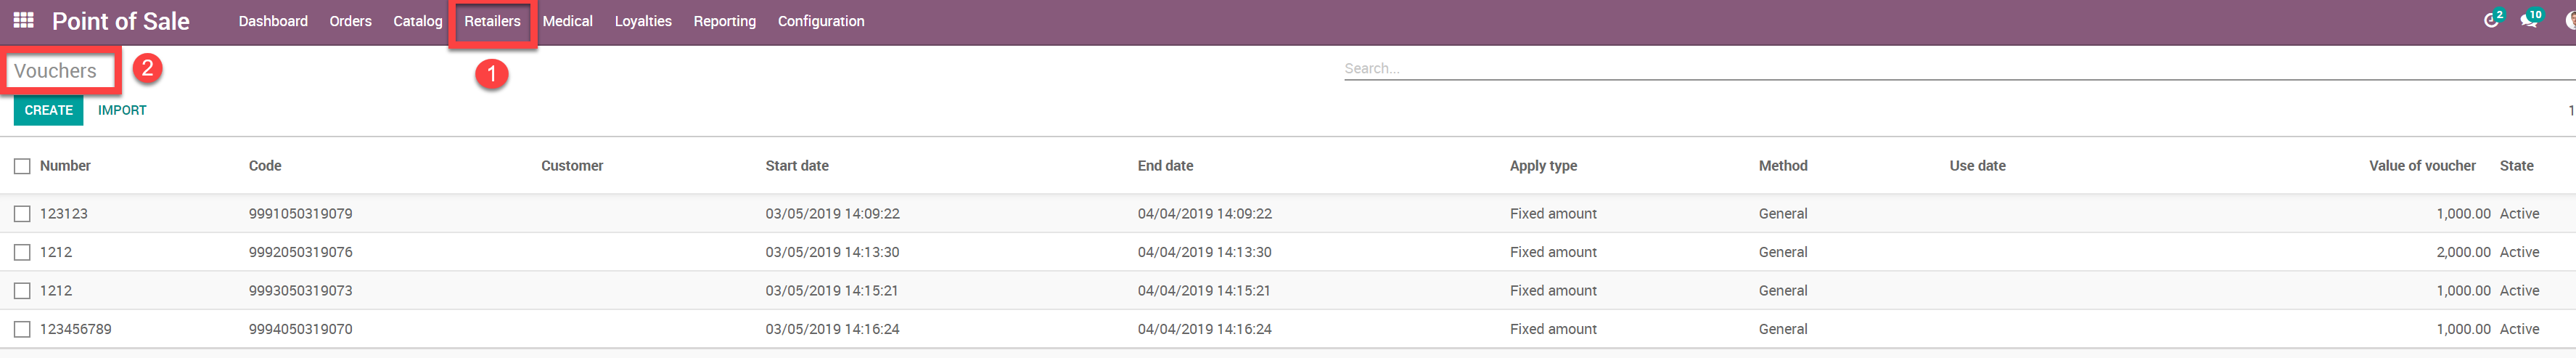 Point of Sale Dashboard Orders Catalog Retailers Medical Loyalties Reporting Configuration 2 10
Vouchers 2 1 Search...
CREATE IMPORT 1
Number Code Customer Start date End date Apply type Method Use date Value of voucher State
123123 9991050319079 03/05/2019 14:09:22 04/04/2019 14:09:22 Fixed amount General 1,000.00 Active
1212 9992050319076 03/05/2019 14:13:30 04/04/2019 14:13:30 Fixed amount General 2,000.00 Active
1212 9993050319073 03/05/2019 14:15:21 04/04/2019 14:15:21 Fixed amount General 1,000.00 Active
123456789 9994050319070 03/05/2019 14:16:24 04/04/2019 14:16:24 Fixed amount General 1,000.00 Active